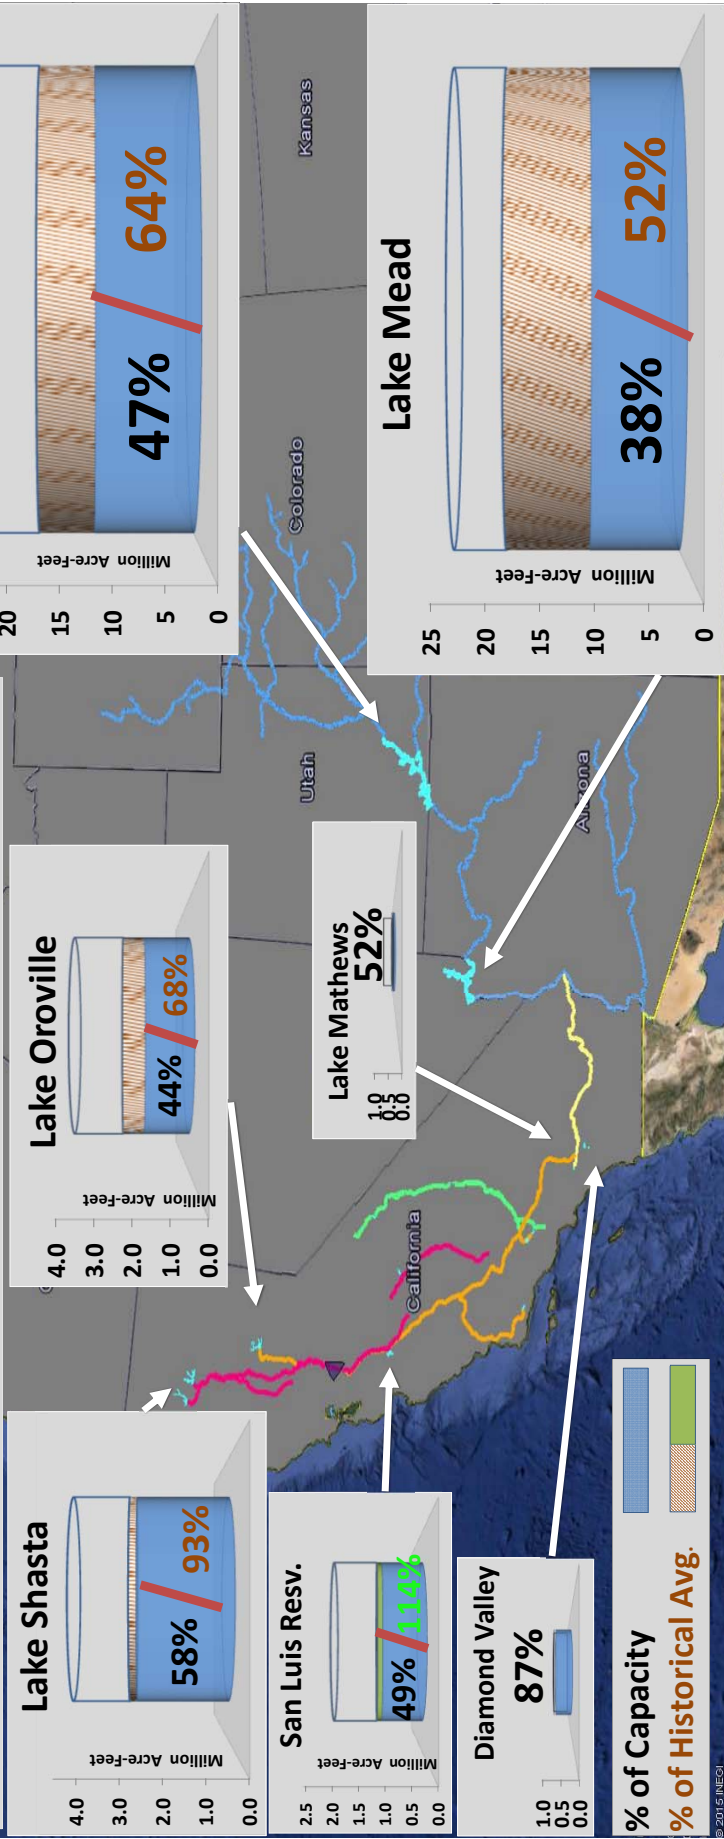 Lake Shasta
Million Acre-Feet
4.0
3.0
2.0
1.0
0.0
58%
93%
San Luis Resv.
Million Acre-Feet
2.5
2.0
1.5
1.0
0.5
0.0
49%
114%
Diamond Valley
1.0
0.5
0.0
87%
% of Capacity
% of Historical Avg.
© 2015 INEGI
Lake Oroville
Million Acre-Feet
4.0
3.0
2.0
1.0
0.0
44%
68%
Lake Mathews
1.0
0.5
0.0
52%
California
Utah
Arizona
Colorado
Kansas
Million Acre-Feet
20
15
10
5
0
47%
64%
Lake Mead
Million Acre-Feet
25
20
15
10
5
0
38%
52%